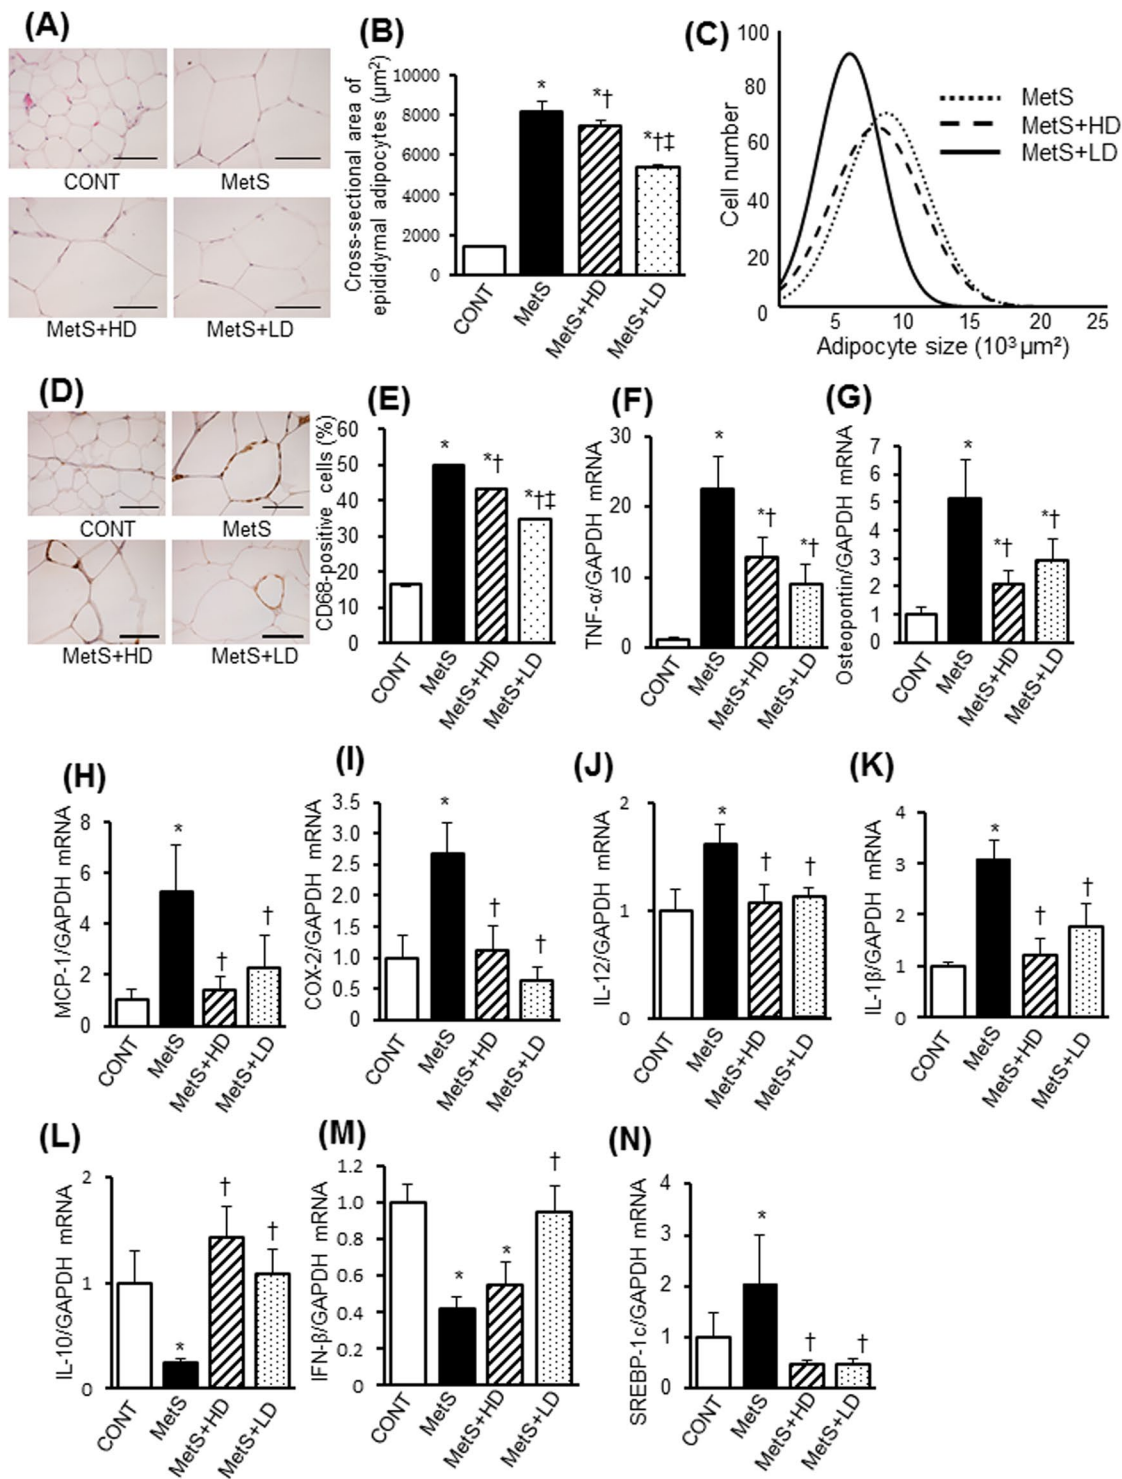 (A)
CONT
MetS
MetS+HD
MetS+LD
(B)
Cross-sectional area of
epididymal adipocytes (µm²)
10000
8000
6000
4000
2000
0
*
*†
*†‡
CONT
MetS
MetS+HD
MetS+LD
(C)
Cell number
100
80
60
40
20
0
5
10
15
20
25
Adipocyte size (10³ µm²)
MetS
MetS+HD
MetS+LD
(D)
CONT
MetS
MetS+HD
MetS+LD
(E)
CD68-positive cells (%)
60
50
40
30
20
10
0
*
*†
*†‡
CONT
MetS
MetS+HD
MetS+LD
(F)
TNF-α/GAPDH mRNA
30
20
10
0
*
*†
*†
CONT
MetS
MetS+HD
MetS+LD
(G)
Osteopontin/GAPDH mRNA
7
6
5
4
3
2
1
0
*
*†
*†
CONT
MetS
MetS+HD
MetS+LD
(H)
MCP-1/GAPDH mRNA
8
6
4
2
0
*
†
†
CONT
MetS
MetS+HD
MetS+LD
(I)
COX-2/GAPDH mRNA
3.5
3.0
2.5
2.0
1.5
1.0
0.5
0
*
†
†
CONT
MetS
MetS+HD
MetS+LD
(J)
IL-12/GAPDH mRNA
2
1
0
*
†
†
CONT
MetS
MetS+HD
MetS+LD
(K)
IL-1β/GAPDH mRNA
4
3
2
1
0
*
†
†
CONT
MetS
MetS+HD
MetS+LD
(L)
IL-10/GAPDH mRNA
2
1
0
*
†
†
CONT
MetS
MetS+HD
MetS+LD
(M)
IFN-β/GAPDH mRNA
1.2
1.0
0.8
0.6
0.4
0.2
0
*
*
†
CONT
MetS
MetS+HD
MetS+LD
(N)
SREBP-1c/GAPDH mRNA
4
3
2
1
0
*
†
†
CONT
MetS
MetS+HD
MetS+LD